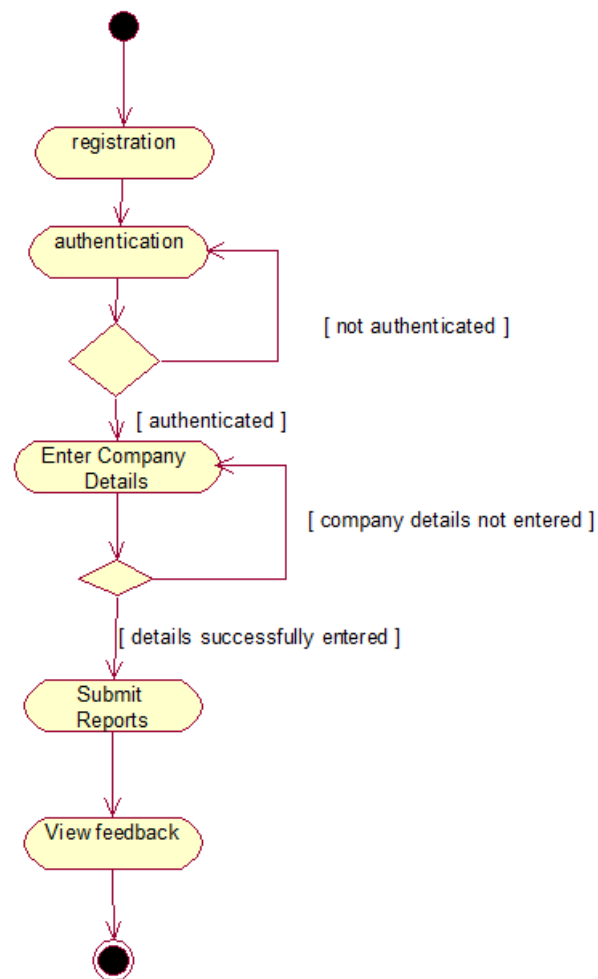 registration
authentication
[ not authenticated ]
[ authenticated ]
Enter Company
Details
[ company details not entered ]
[ details successfully entered ]
Submit
Reports
View feedback